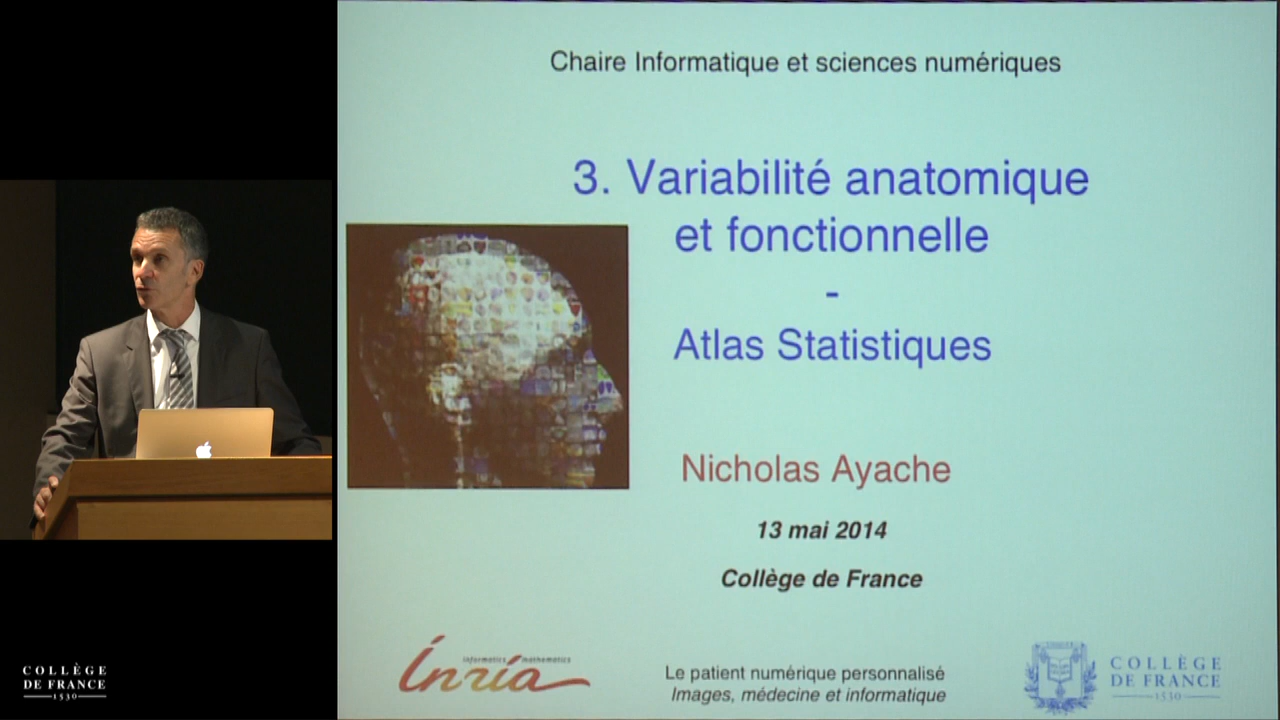 Chaire Informatique et sciences numériques
3. Variabilité anatomique
et fonctionnelle
-
Atlas Statistiques
Nicholas Ayache
13 mai 2014
Collège de France
informatics mathematics
Inria
Le patient numérique personnalisé
Images, médecine et informatique
COLLÈGE
DE FRANCE
1530
COLLÈGE
DE FRANCE
1530